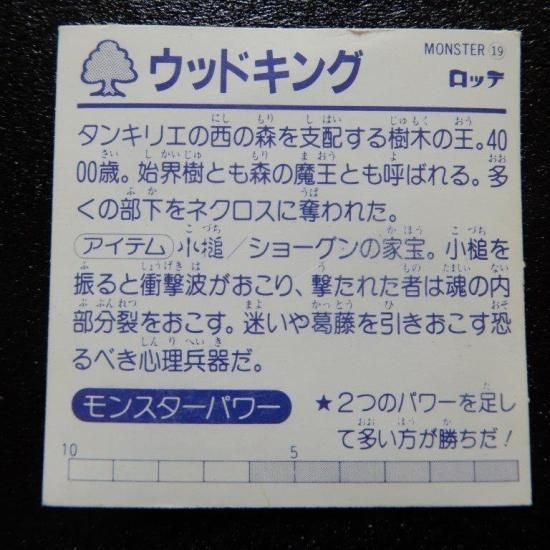 ウッドキング
MONSTER ⑲
ロッテ
タンキリエの西の森を支配する樹木の王。40
00歳。始界樹とも森の魔王とも呼ばれる。多
くの部下をネクロスに奪われた。
アイテム 小槌/ショーグンの家宝。小槌を
振ると衝撃波がおこり、撃たれた者は魂の内
部分裂をおこす。迷いや葛藤を引きおこす恐
るべき心理兵器だ。
モンスターパワー
★2つのパワーを足し
て多い方が勝ちだ!
10 5